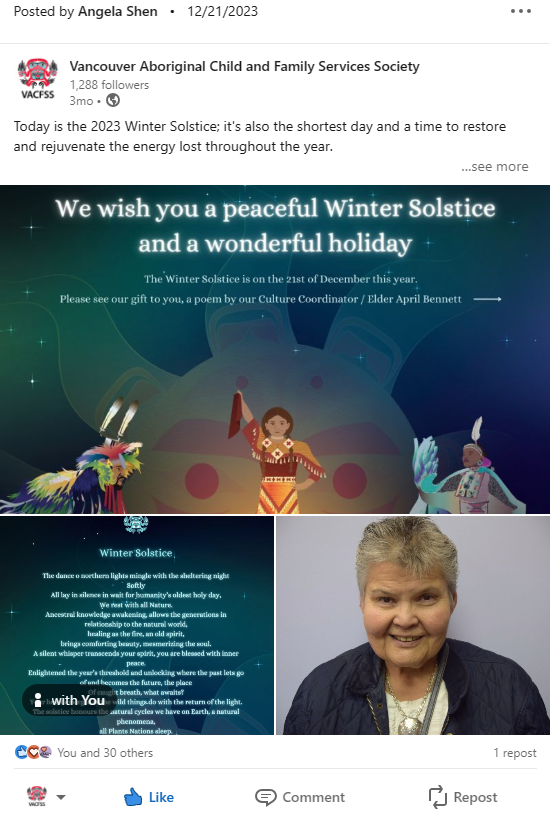 Posted by Angela Shen • 12/21/2023
Vancouver Aboriginal Child and Family Services Society
1,288 followers
3mo •
VACFSS
Today is the 2023 Winter Solstice; it's also the shortest day and a time to restore
and rejuvenate the energy lost throughout the year.
...see more
We wish you a peaceful Winter Solstice
and a wonderful holiday
The Winter Solstice is on the 21st of December this year.
Please see our gift to you, a poem by our Culture Coordinator / Elder April Bennett
Winter Solstice
The dance o northern lights mingle with the sheltering night
Softly
All lay in silence in wait for humanity's oldest holy day,
We rest with all Nature.
Ancestral knowledge awakening, allows the generations in
relationship to the natural world,
healing as the fire, an old spirit,
brings comforting beauty, mesmerizing the soul.
A silent whisper transcends your spirit, you are blessed with inner
peace.
Enlightened the year's threshold and unlocking where the past lets go
of and becomes the future, the place
breath, what awaits?
wild things do with the return of the light.
The solstice honours the natural cycles we have on Earth, a natural
phenomena,
all Plants Nations asleep.
with You
You and 30 others
1 repost
VACFSS
Like
Comment
Repost